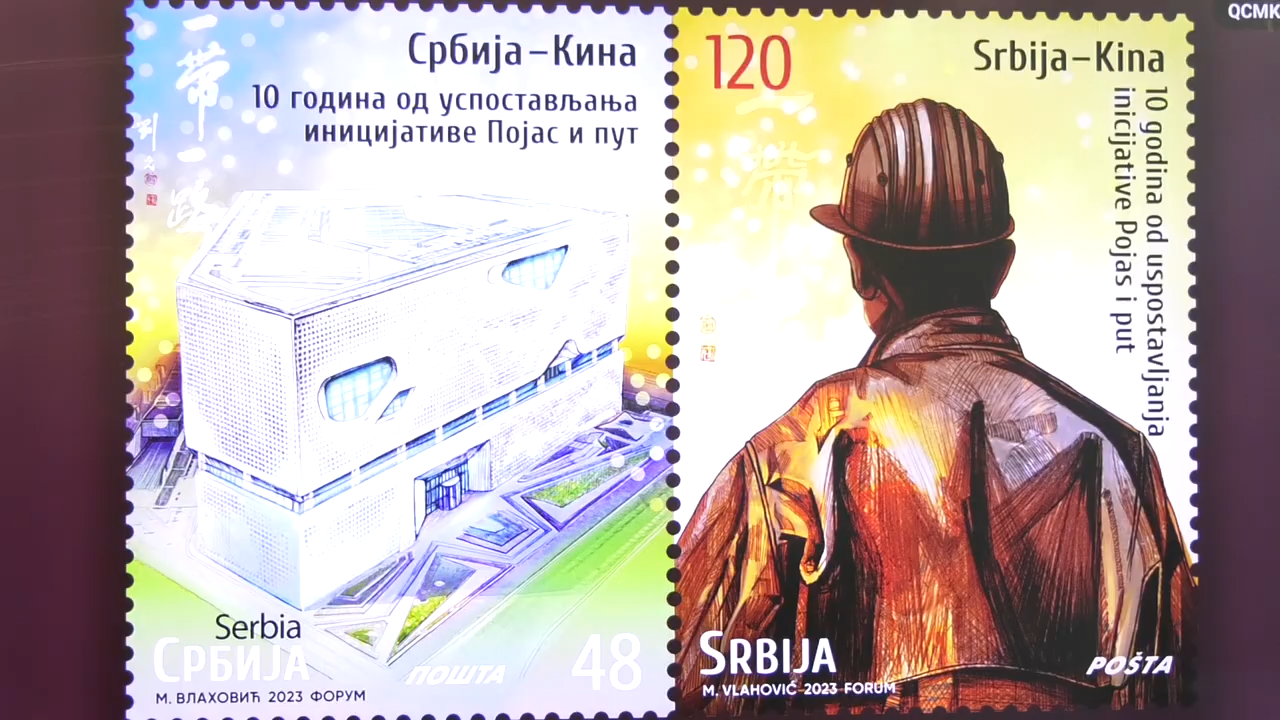 QCMK
一带一路
Србија–Кина
10 година од успостављања
иницијативе Појас и пут
Serbia
СРБИЈА
ПОШТА
48
М. ВЛАХОВИЋ 2023 ФОРУМ
120
Srbija–Kina
10 godina od uspostavljanja
inicijative Pojas i put
SRBIJA
POŠTA
M. VLAHOVIĆ 2023 FORUM